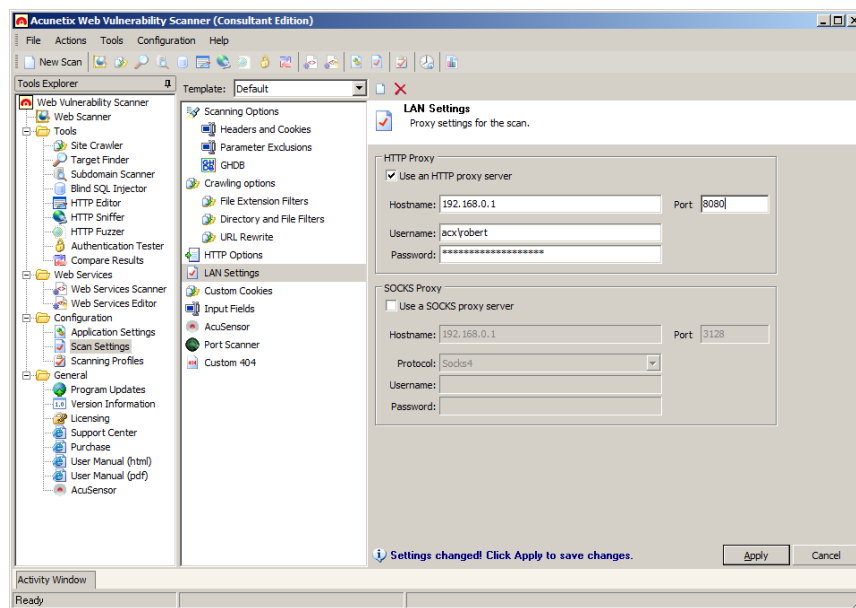 Acunetix Web Vulnerability Scanner (Consultant Edition)
File Actions Tools Configuration Help
New Scan
Tools Explorer
Web Vulnerability Scanner
Web Scanner
Tools
Site Crawler
Target Finder
Subdomain Scanner
Blind SQL Injector
HTTP Editor
HTTP Sniffer
HTTP Fuzzer
Authentication Tester
Compare Results
Web Services
Web Services Scanner
Web Services Editor
Configuration
Application Settings
Scan Settings
Scanning Profiles
General
Program Updates
Version Information
Licensing
Support Center
Purchase
User Manual (html)
User Manual (pdf)
AcuSensor
Template: Default
Scanning Options
Headers and Cookies
Parameter Exclusions
GHDB
Crawling options
File Extension Filters
Directory and File Filters
URL Rewrite
HTTP Options
LAN Settings
Custom Cookies
Input Fields
AcuSensor
Port Scanner
Custom 404
LAN Settings
Proxy settings for the scan.
HTTP Proxy
Use an HTTP proxy server
Hostname: 192.168.0.1 Port 8080
Username: acx\robert
Password: ******************
SOCKS Proxy
Use a SOCKS proxy server
Hostname: 192.168.0.1 Port 3128
Protocol: Socks4
Username:
Password:
Settings changed! Click Apply to save changes.
Apply Cancel
Activity Window
Ready